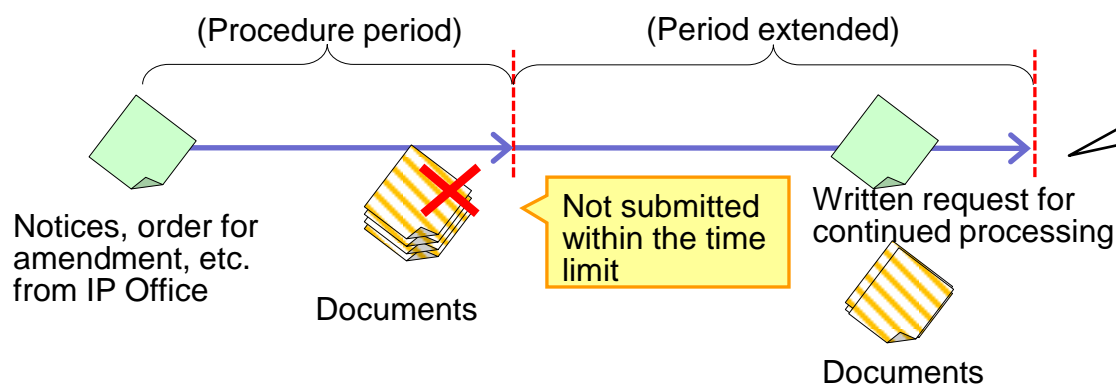 (Procedure period)
(Period extended)
Notices, order for
amendment, etc.
from IP Office
Documents
Not submitted
within the time
limit
Written request for
continued processing
Documents